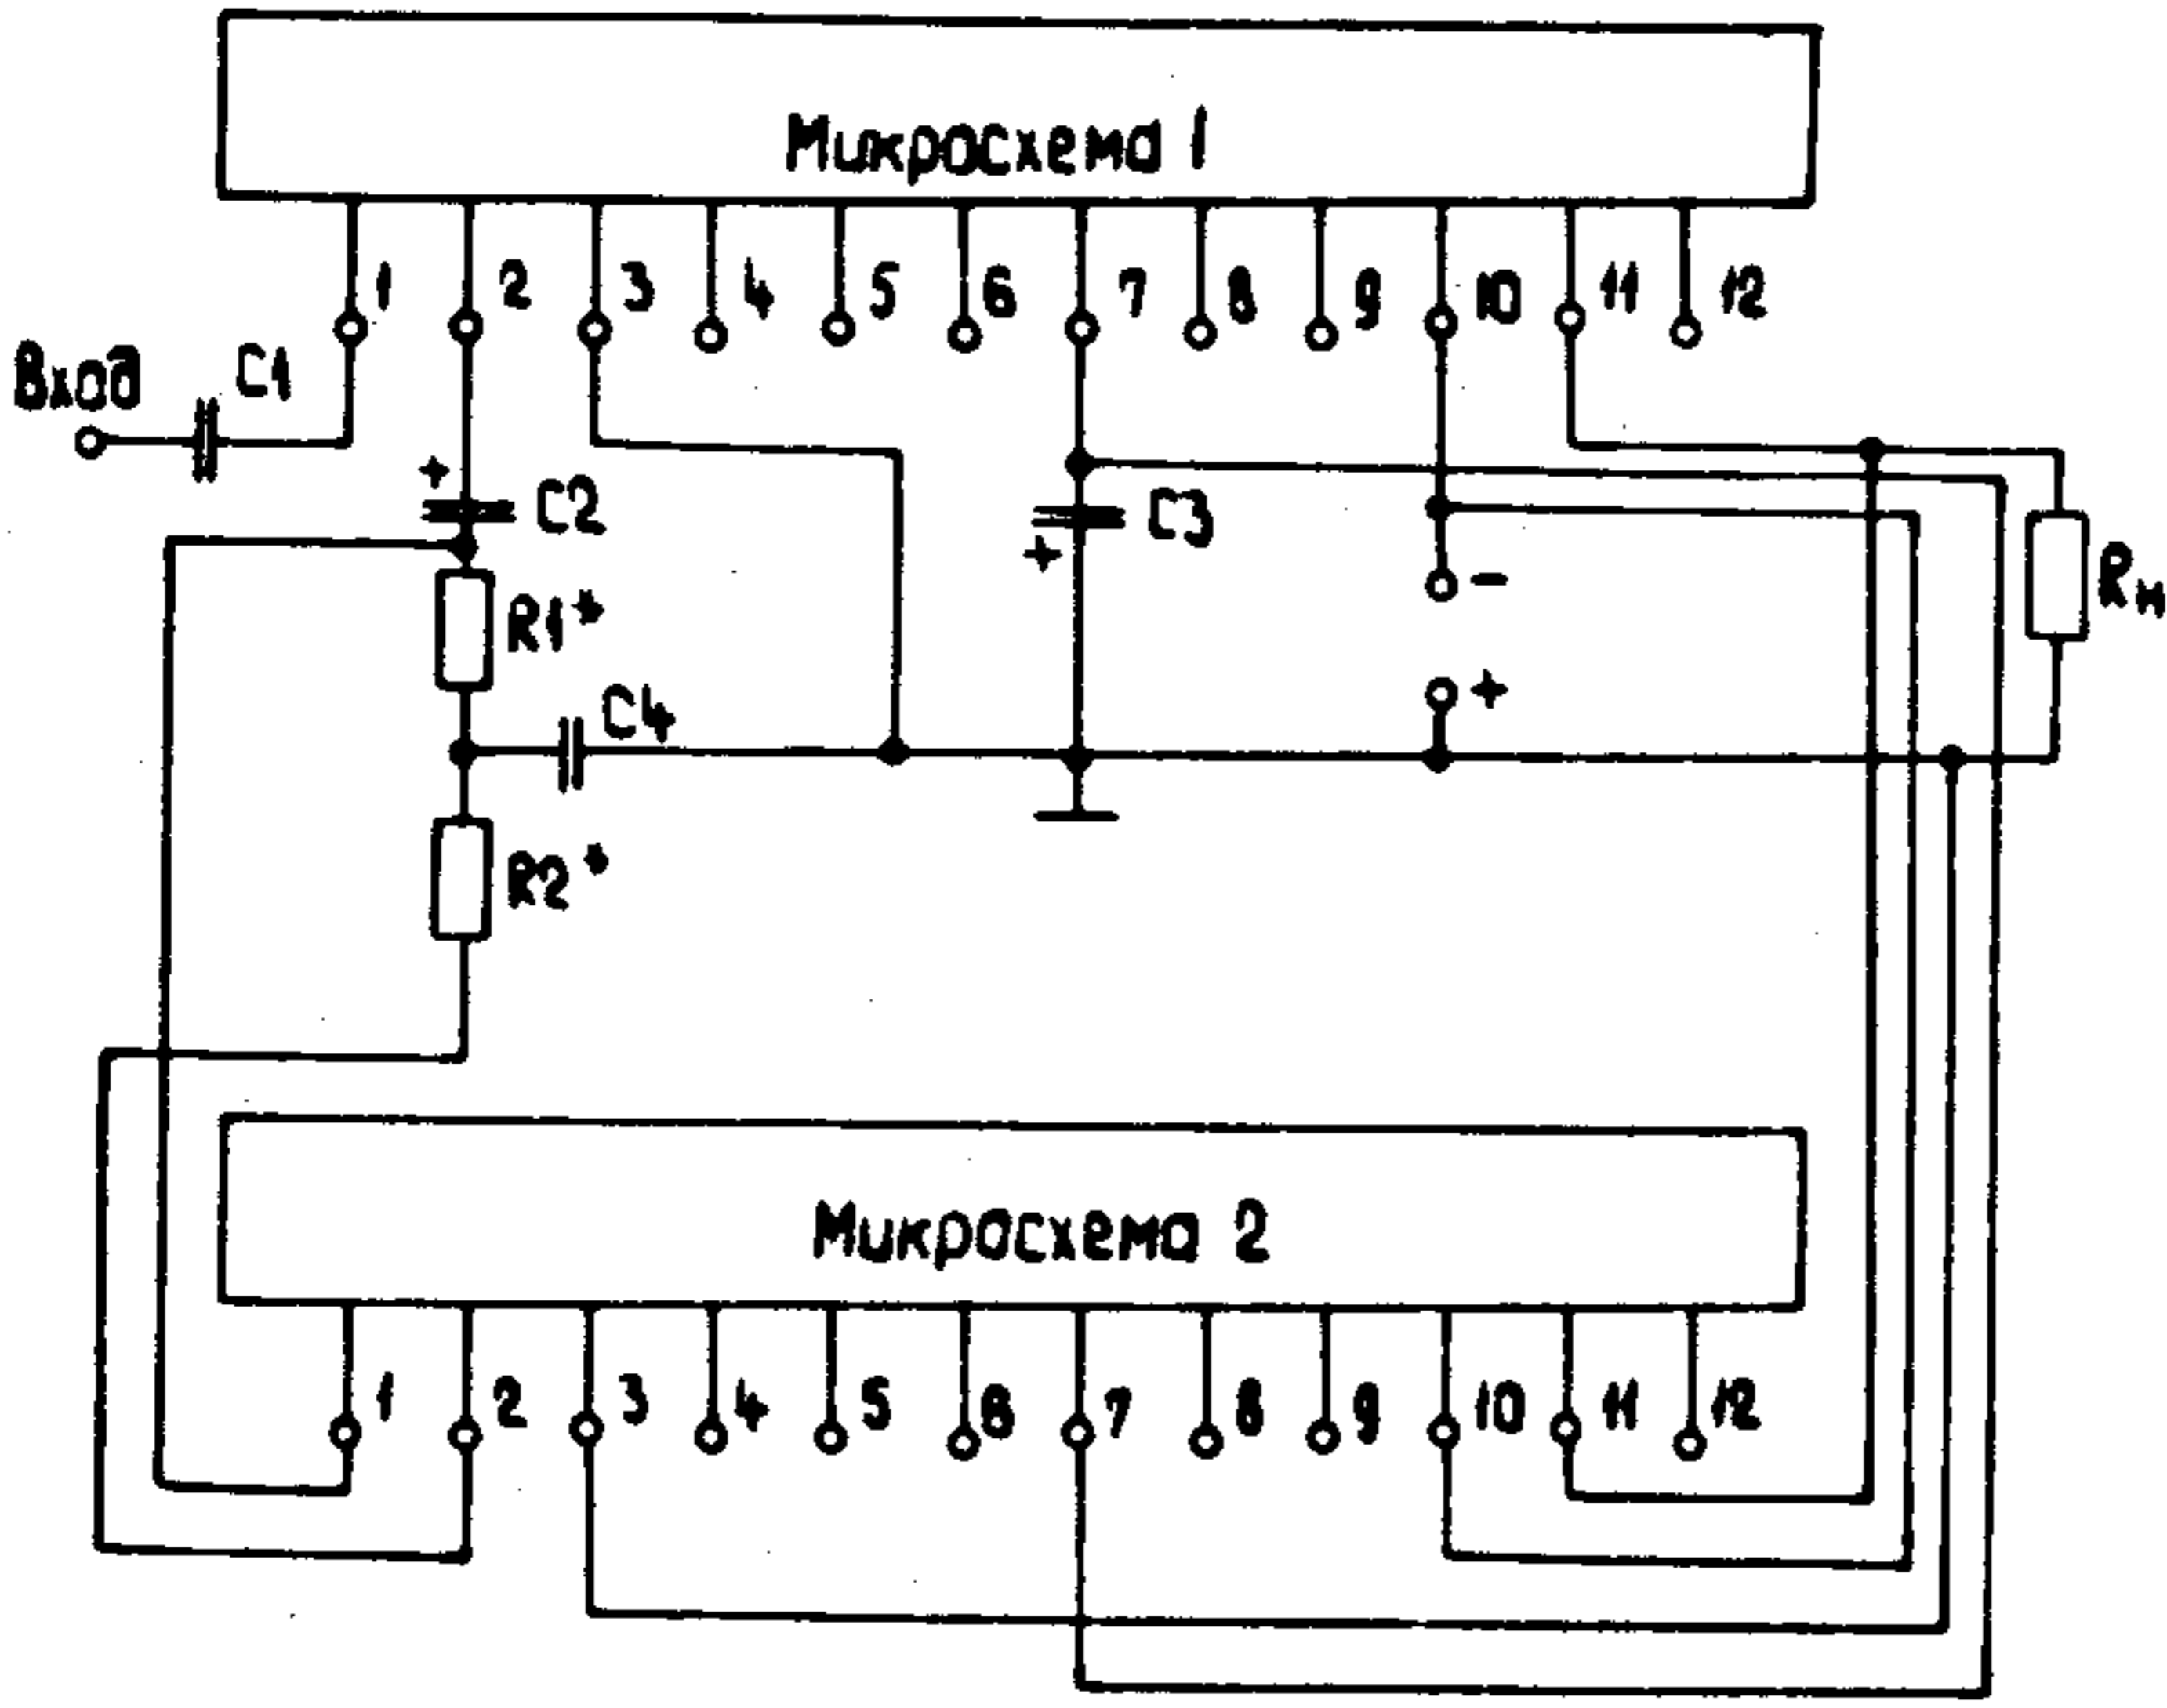 Микросхема 1
1 2 3 4 5 6 7 8 9 10 11 12
Вход
C1
+
C2
C3
+
-
Rн
R1*
+
C4
R2*
Микросхема 2
1 2 3 4 5 6 7 8 9 10 11 12